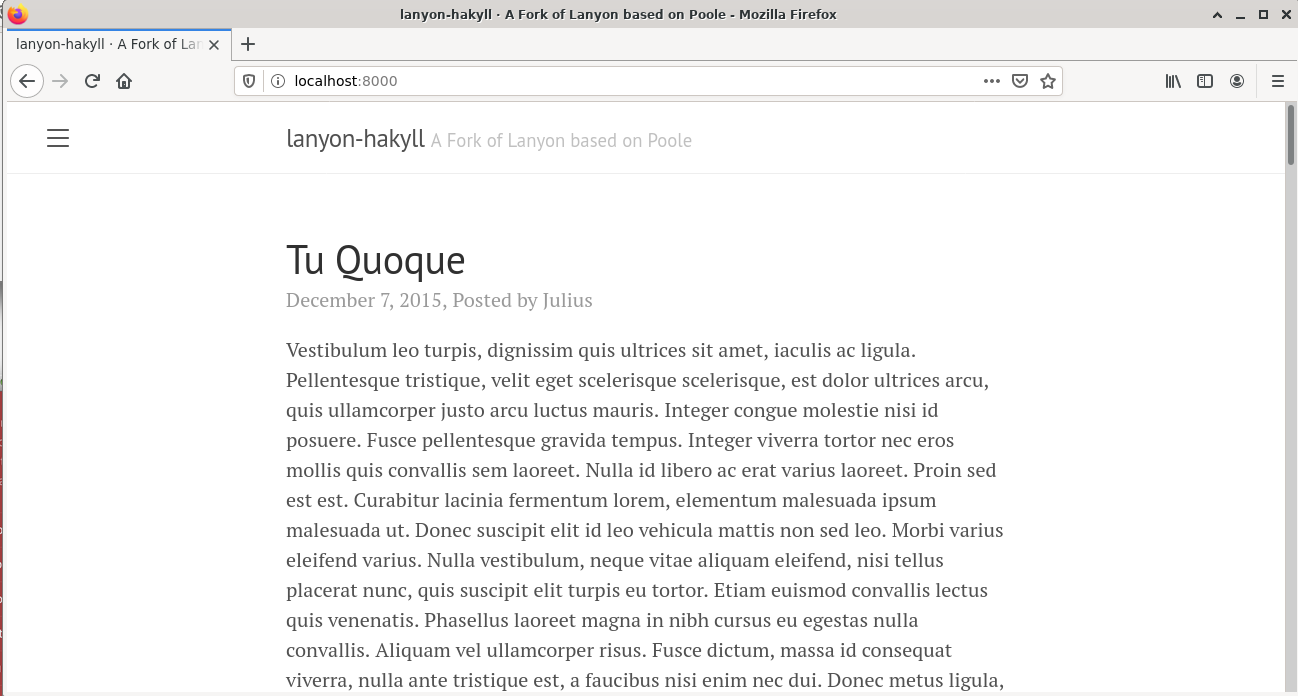 lanyon-hakyll · A Fork of Lanyon based on Poole - Mozilla Firefox
lanyon-hakyll · A Fork of Lan
localhost:8000
lanyon-hakyll A Fork of Lanyon based on Poole
Tu Quoque
December 7, 2015, Posted by Julius
Vestibulum leo turpis, dignissim quis ultrices sit amet, iaculis ac ligula.
Pellentesque tristique, velit eget scelerisque scelerisque, est dolor ultrices arcu,
quis ullamcorper justo arcu luctus mauris. Integer congue molestie nisi id
posuere. Fusce pellentesque gravida tempus. Integer viverra tortor nec eros
mollis quis convallis sem laoreet. Nulla id libero ac erat varius laoreet. Proin sed
est est. Curabitur lacinia fermentum lorem, elementum malesuada ipsum
malesuada ut. Donec suscipit elit id leo vehicula mattis non sed leo. Morbi varius
eleifend varius. Nulla vestibulum, neque vitae aliquam eleifend, nisi tellus
placerat nunc, quis suscipit elit turpis eu tortor. Etiam euismod convallis lectus
quis venenatis. Phasellus laoreet magna in nibh cursus eu egestas nulla
convallis. Aliquam vel ullamcorper risus. Fusce dictum, massa id consequat
viverra, nulla ante tristique est, a faucibus nisi enim nec dui. Donec metus ligula,